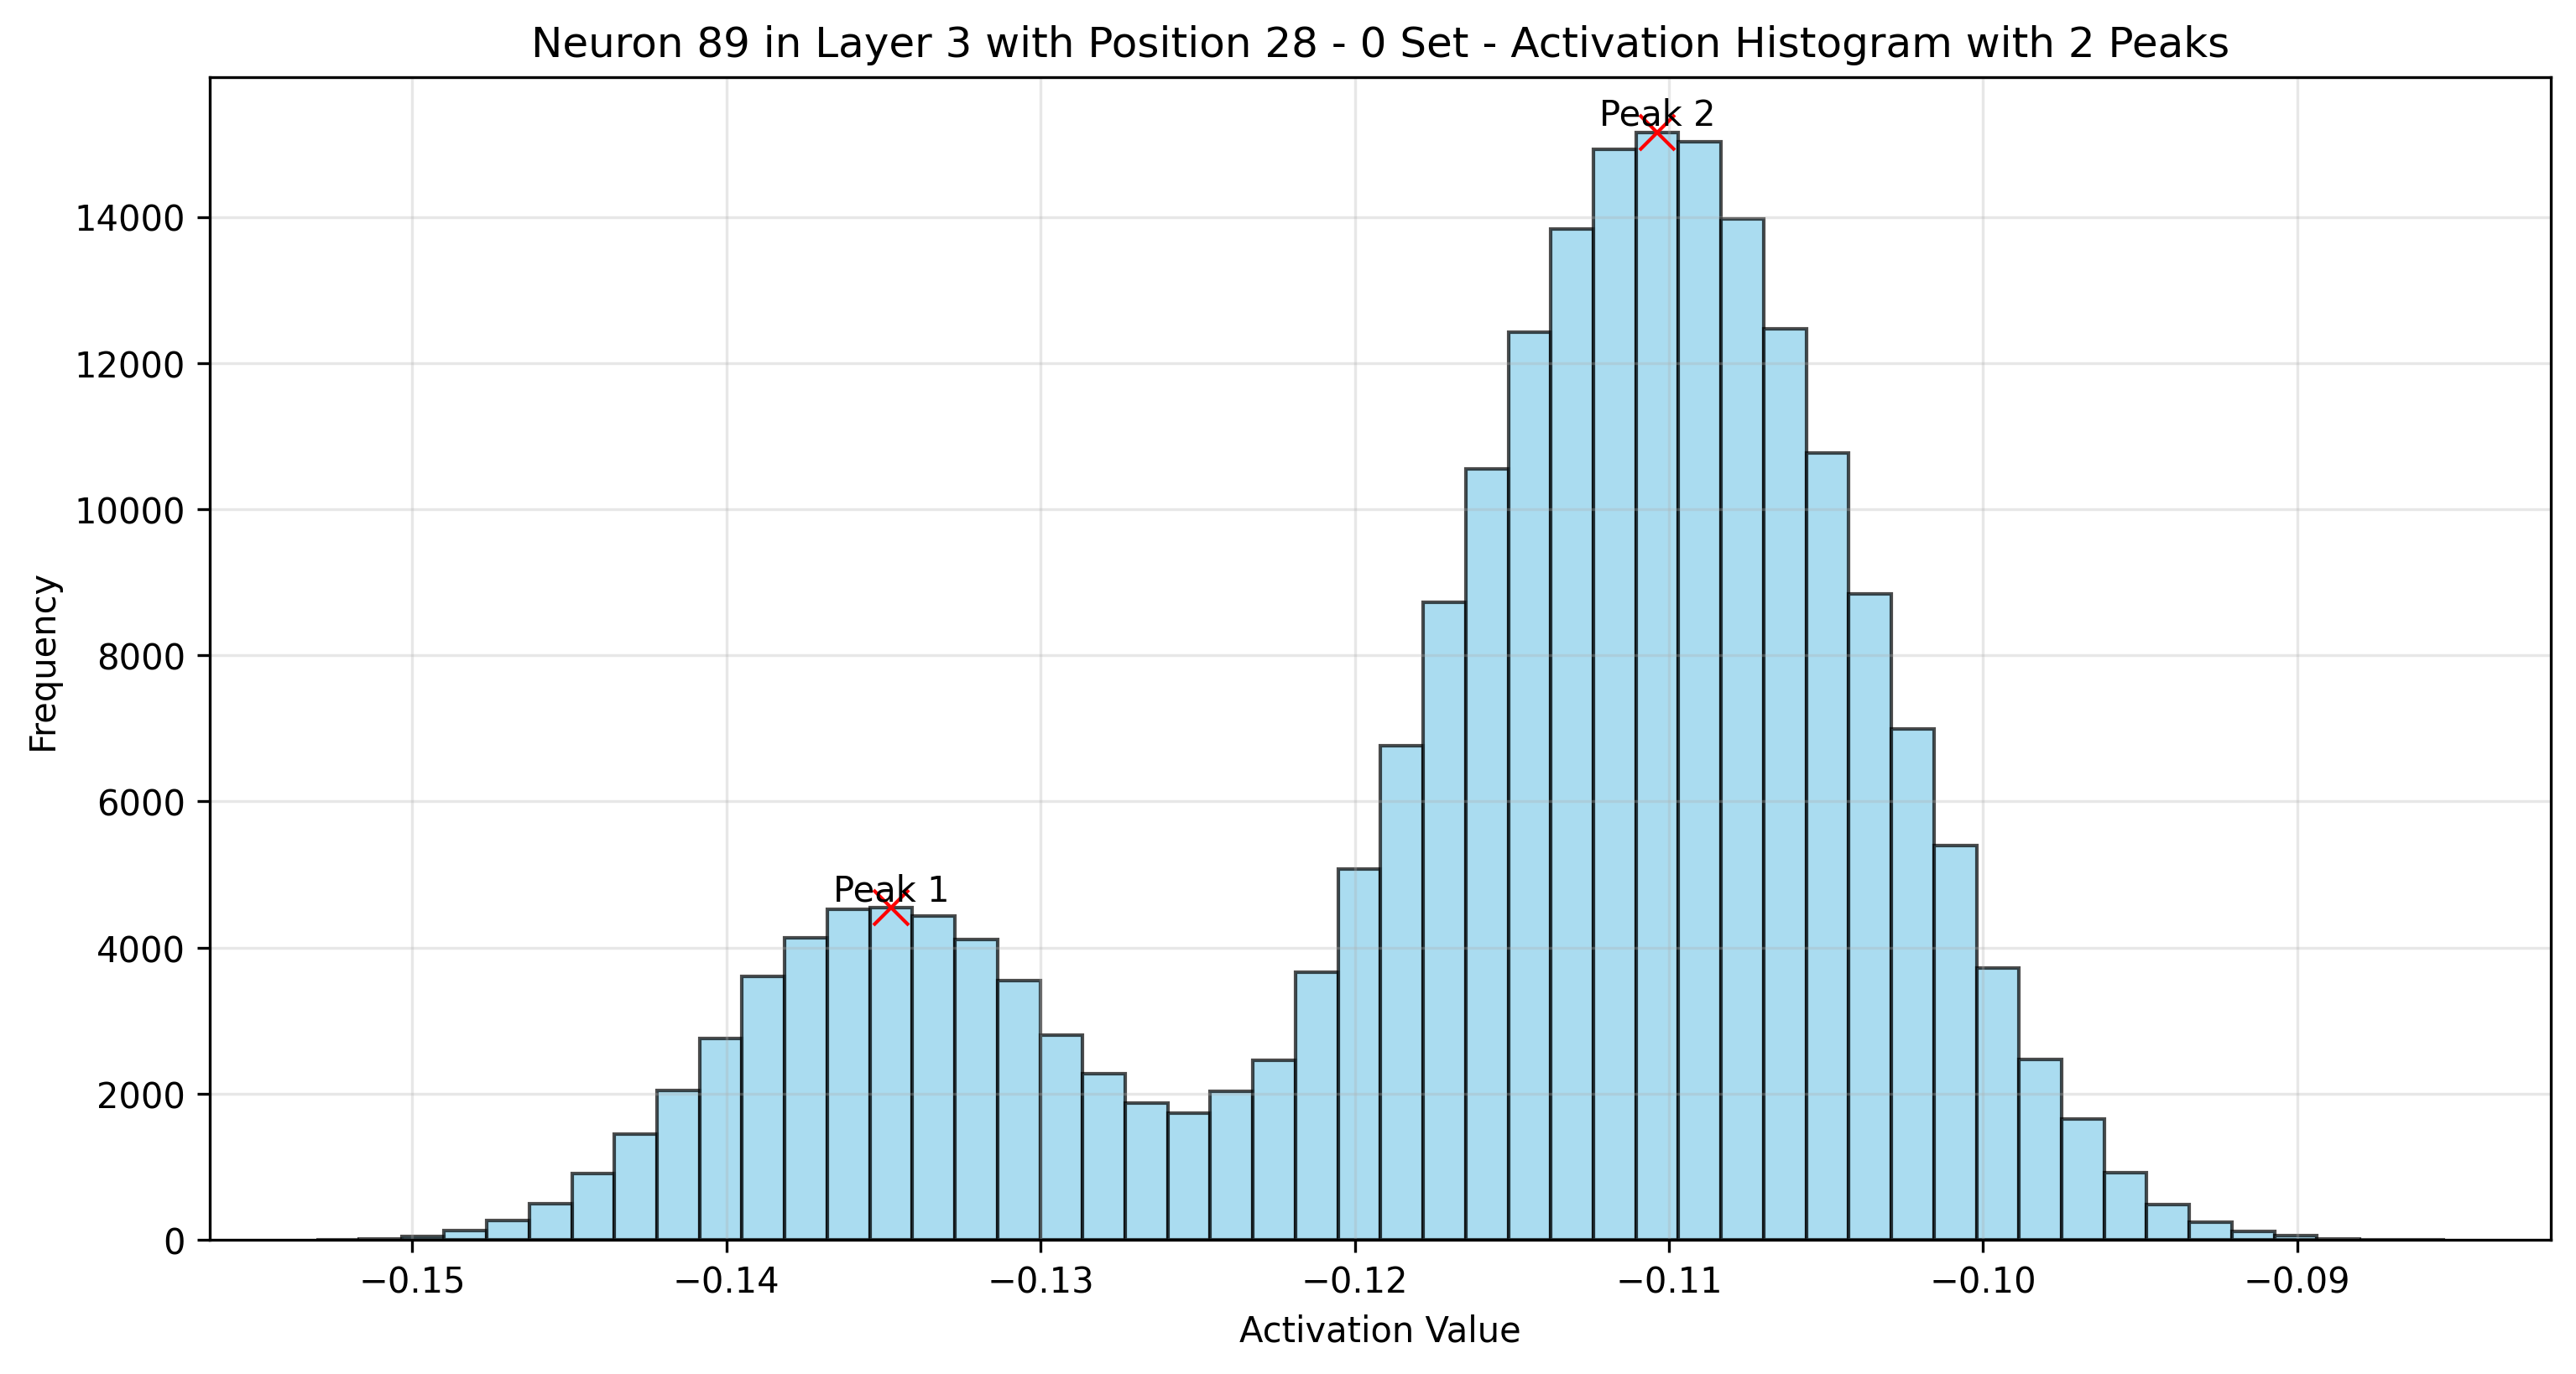 Neuron 89 in Layer 3 with Position 28 - 0 Set - Activation Histogram with 2 Peaks
Peak 2
Peak 1
14000
12000
10000
8000
6000
4000
2000
0
Frequency
−0.15 −0.14 −0.13 −0.12 −0.11 −0.10 −0.09
Activation Value